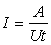 I = A / Ut